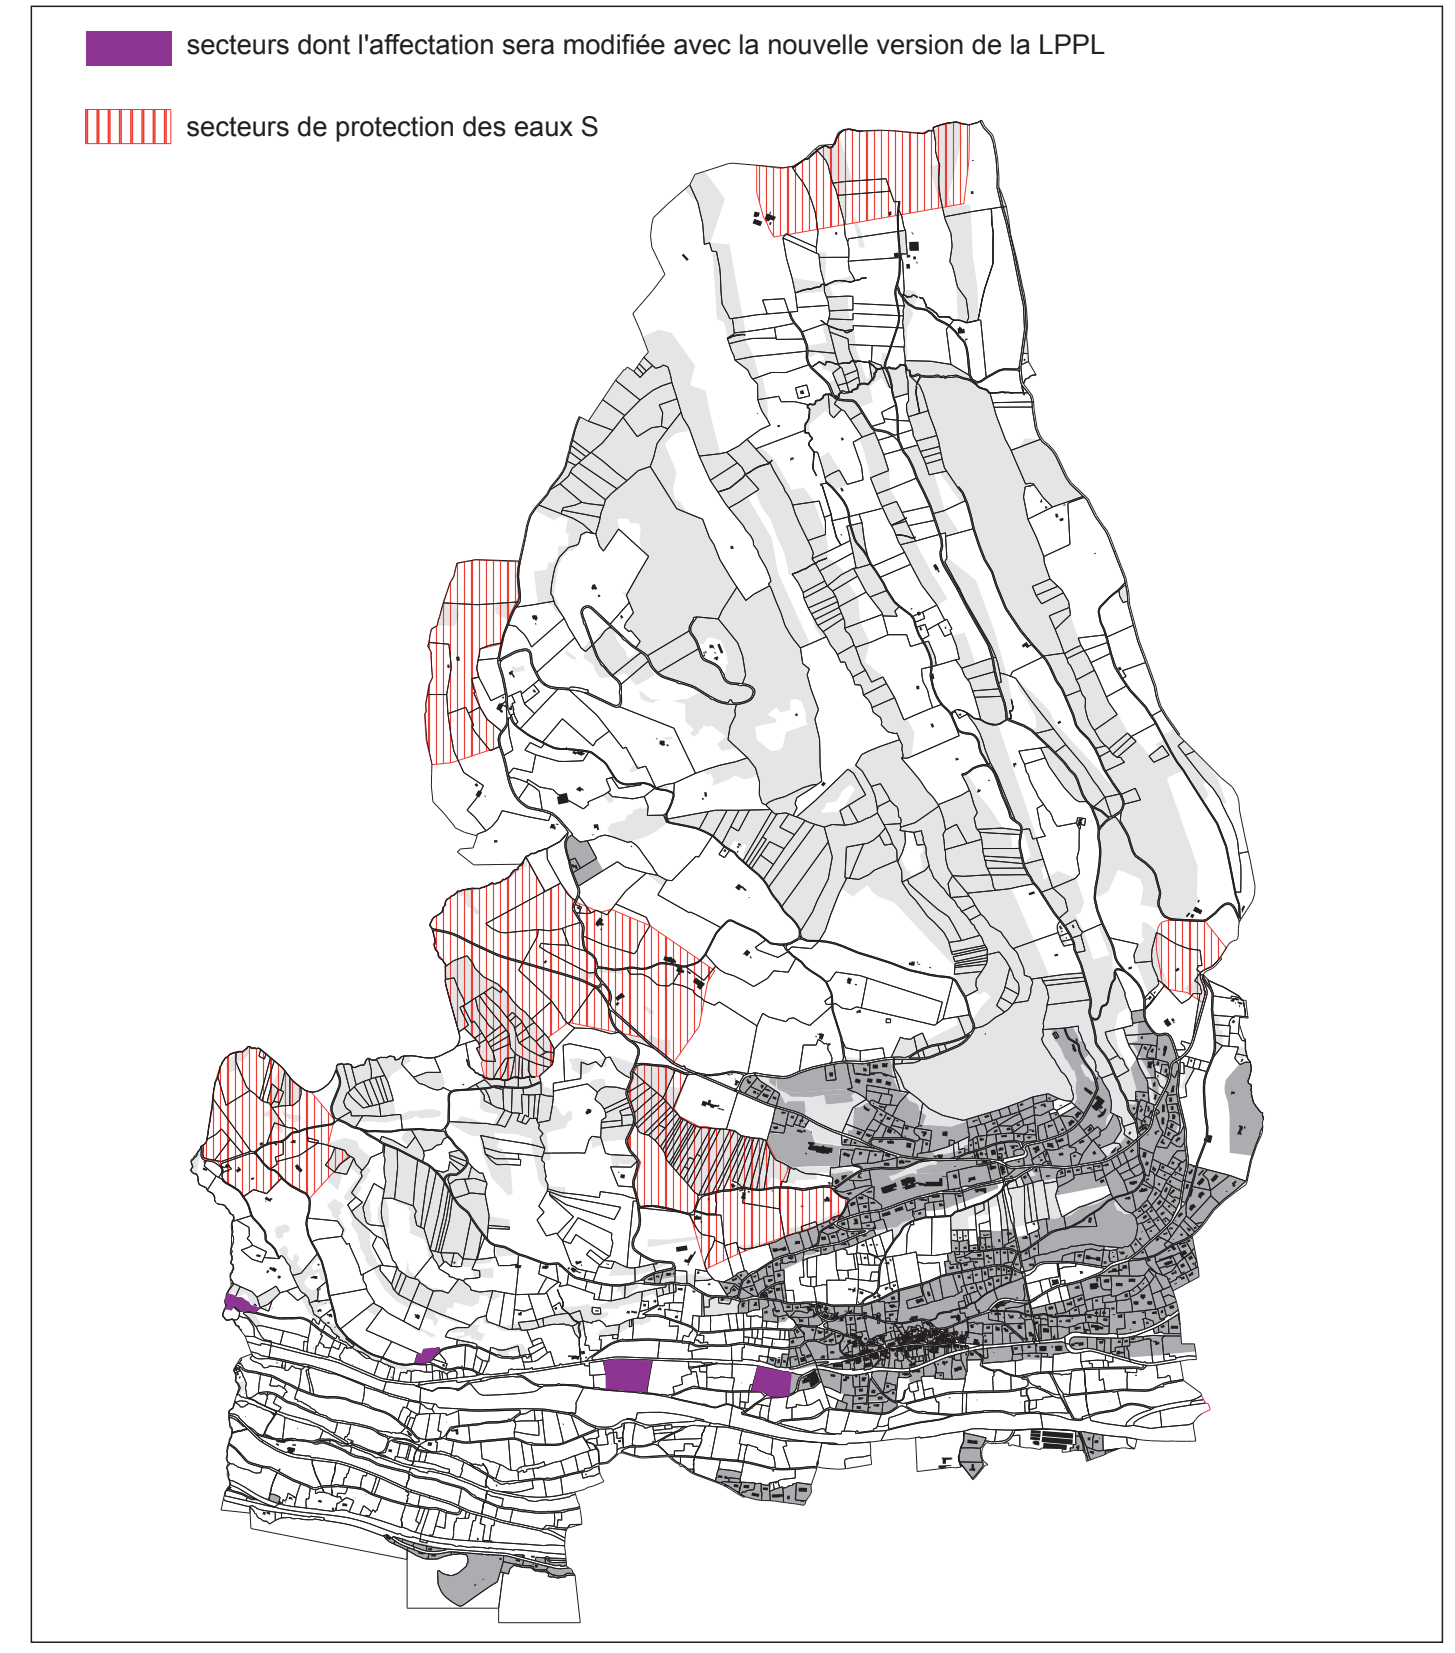 secteurs dont l'affectation sera modifiée avec la nouvelle version de la LPPL
secteurs de protection des eaux S